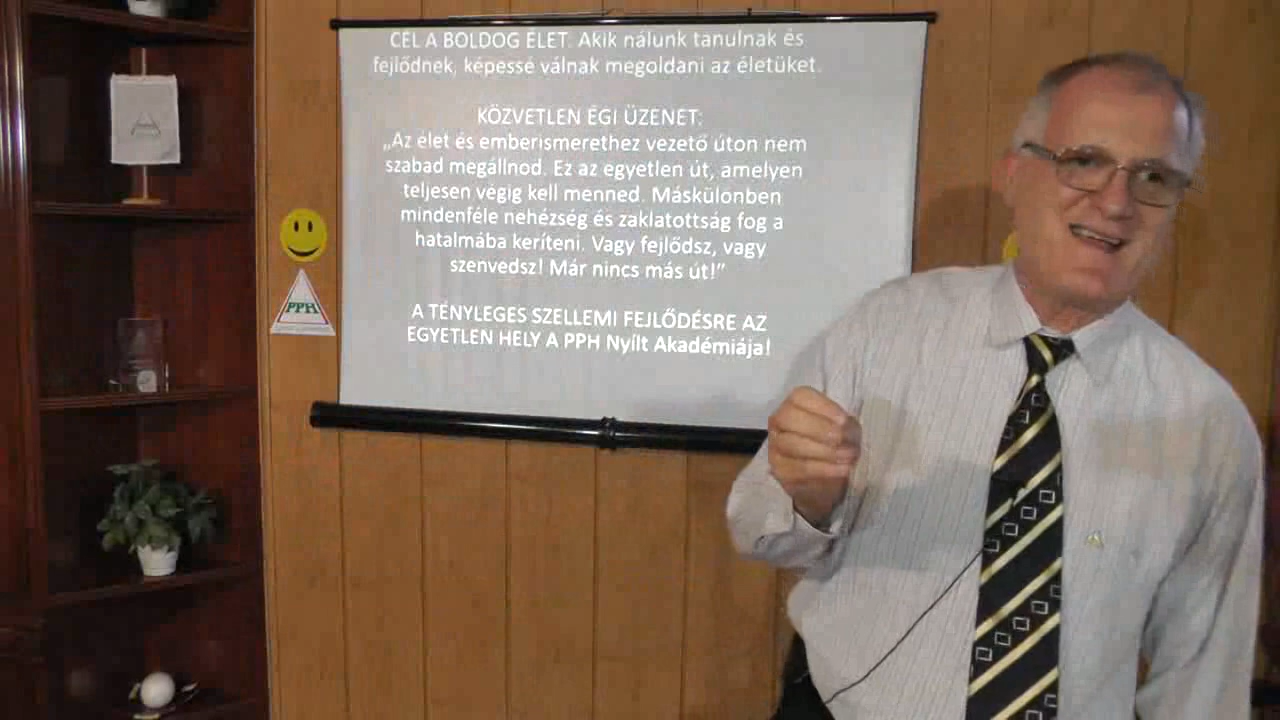 CÉL A BOLDOG ÉLET. Akik nálunk tanulnak és
fejlődnek, képessé válnak megoldani az életüket.
KÖZVETLEN ÉGI ÜZENET:
„Az élet és emberismerethez vezető úton nem
szabad megállnod. Ez az egyetlen út, amelyen
teljesen végig kell menned. Máskülönben
mindenféle nehézség és zaklatottság fog a
hatalmába keríteni. Vagy fejlődsz, vagy
szenvedsz! Már nincs más út!”
A TÉNYLEGES SZELLEMI FEJLŐDÉSRE AZ
EGYETLEN HELY A PPH Nyílt Akadémiája!
PPH